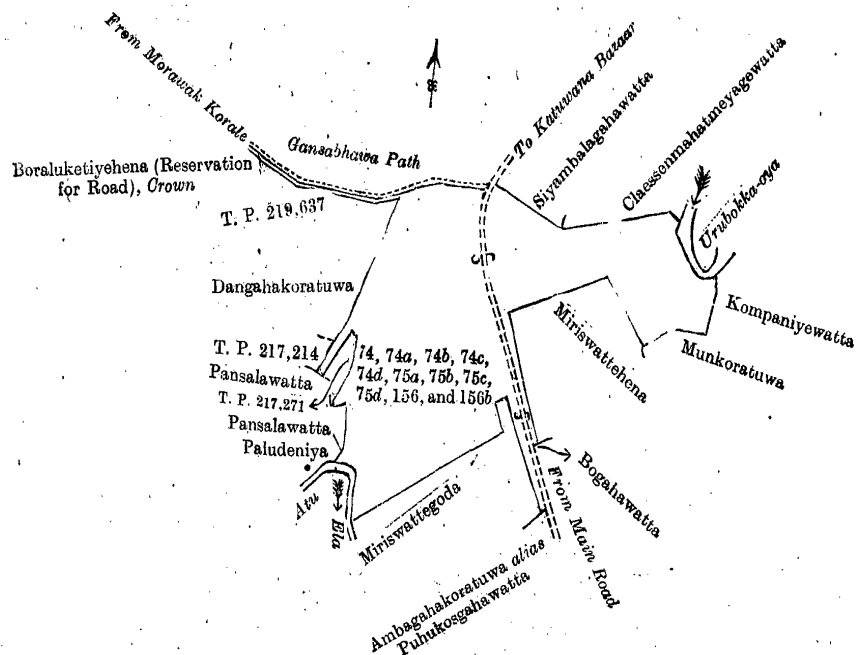 From Morawak Korale
Gansabhawa Path
To Katuwana Bazaar
Siyambalagahawatta
Claessenmahatmeyagewatta
Urubokka-oya
Boraluketiyehena (Reservation
for Road), Crown
T. P. 219,637
Dangahakoratuwa
Kompaniyewatta
Munkoratuwa
Miriswattehena
T. P. 217,214
Pansalawatta
T. P. 217,271
74, 74a, 74b, 74c,
74d, 75a, 75b, 75c,
75d, 156, and 156b
Pansalawatta
Paludeniya
Atu
Ela
Miriswattegoda
Bogahawatta
From Main Road
Ambagahakoratuwa alias
Puhukosgahawatta